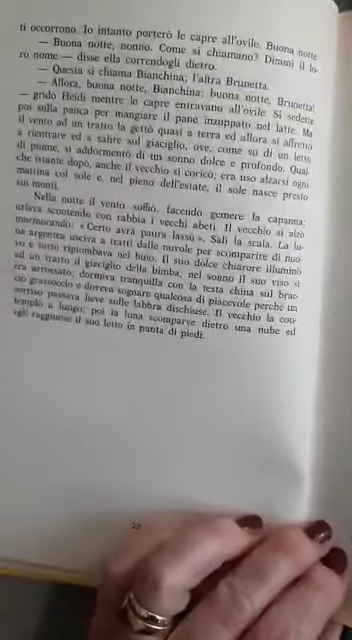 ti occorrono. Io intanto porterò le capre all'ovile. Buona notte
— Buona notte, nonno. Come si chiamano? Dimmi il lo-
ro nome — disse ella correndogli dietro.
— Questa si chiama Bianchina; l'altra Brunetta.
— Allora, buona notte, Bianchina; buona notte, Brunetta!
— gridò Heidi mentre le capre entravano all'ovile. Si sedette
poi sulla panca per mangiare il pane inzuppato nel latte. Ma
il vento ad un tratto la gettò quasi a terra ed allora si affrettò
a rientrare ed a salire sul giaciglio, ove, come su di un letto
di piume, si addormentò di un sonno dolce e profondo. Qual-
che istante dopo, anche il vecchio si coricò; era uso alzarsi ogni
mattina col sole e, nel pieno dell'estate, il sole nasce presto
sui monti.
Nella notte il vento soffiò, facendo gemere la capanna;
urlava scuotendo con rabbia i vecchi abeti. Il vecchio si alzò
mormorando: « Certo avrà paura lassù ». Salì la scala. La lu-
na argentea usciva a tratti dalle nuvole per scomparire di nuo-
vo e tutto ripiombava nel buio. Il suo dolce chiarore illuminò
ad un tratto il giaciglio della bimba; nel sonno il suo viso si
era arrossato; dormiva tranquilla con la testa china sul brac-
cio grassoccio e doveva sognare qualcosa di piacevole perché un
sorriso passava lieve sulle labbra dischiuse. Il vecchio la con-
templò a lungo; poi la luna scomparve dietro una nube ed
egli raggiunse il suo letto in punta di piedi.